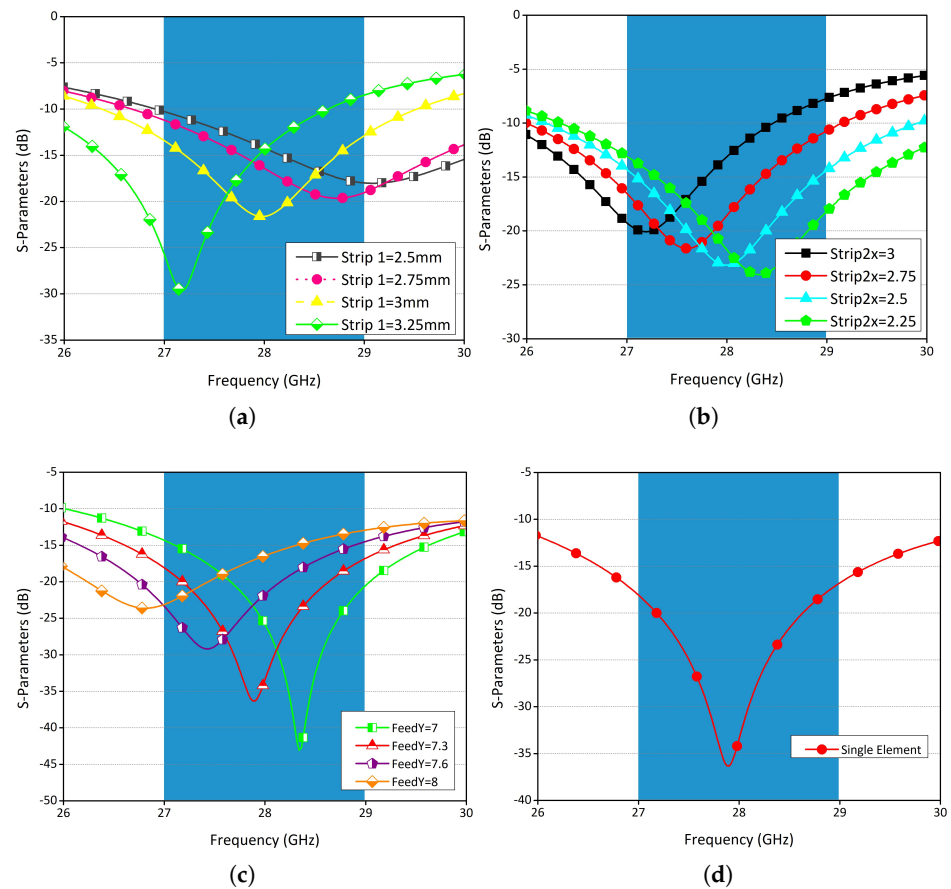 0
-5
-10
-15
-20
-25
-30
-35
S-Parameters (dB)
26
27
28
29
30
Frequency (GHz)
Strip 1=2.5mm
Strip 1=2.75mm
Strip 1=3mm
Strip 1=3.25mm
(a)
0
-5
-10
-15
-20
-25
-30
S-Parameters (dB)
26
27
28
29
30
Frequency (GHz)
Strip2x=3
Strip2x=2.75
Strip2x=2.5
Strip2x=2.25
(b)
-5
-10
-15
-20
-25
-30
-35
-40
-45
-50
S-Parameters (dB)
26
27
28
29
30
Frequency (GHz)
FeedY=7
FeedY=7.3
FeedY=7.6
FeedY=8
(c)
-5
-10
-15
-20
-25
-30
-35
-40
S-Parameters (dB)
26
27
28
29
30
Frequency (GHz)
Single Element
(d)